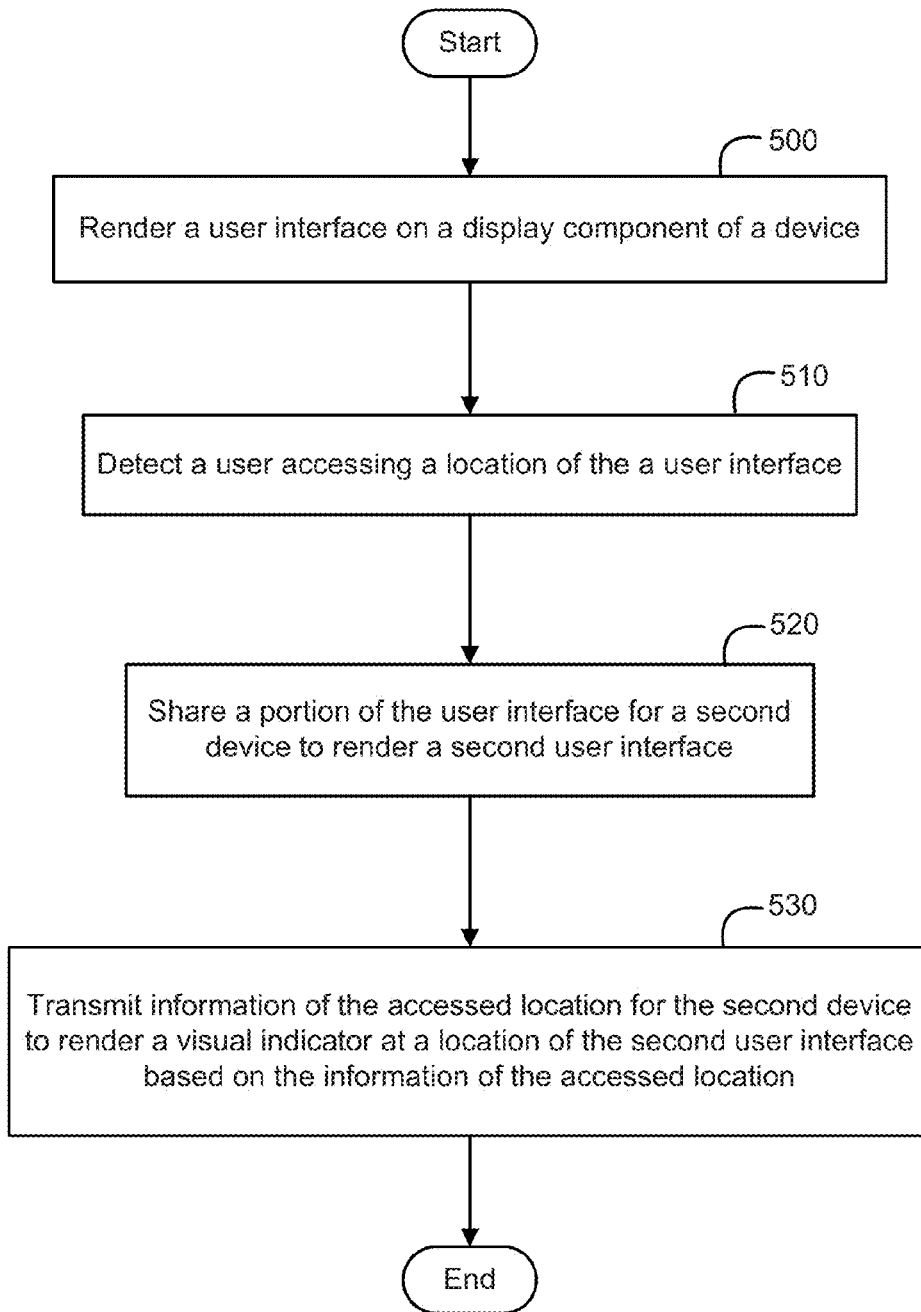 Start
500
Render a user interface on a display component of a device
510
Detect a user accessing a location of the a user interface
520
Share a portion of the user interface for a second
device to render a second user interface
530
Transmit information of the accessed location for the second device
to render a visual indicator at a location of the second user interface
based on the information of the accessed location
End